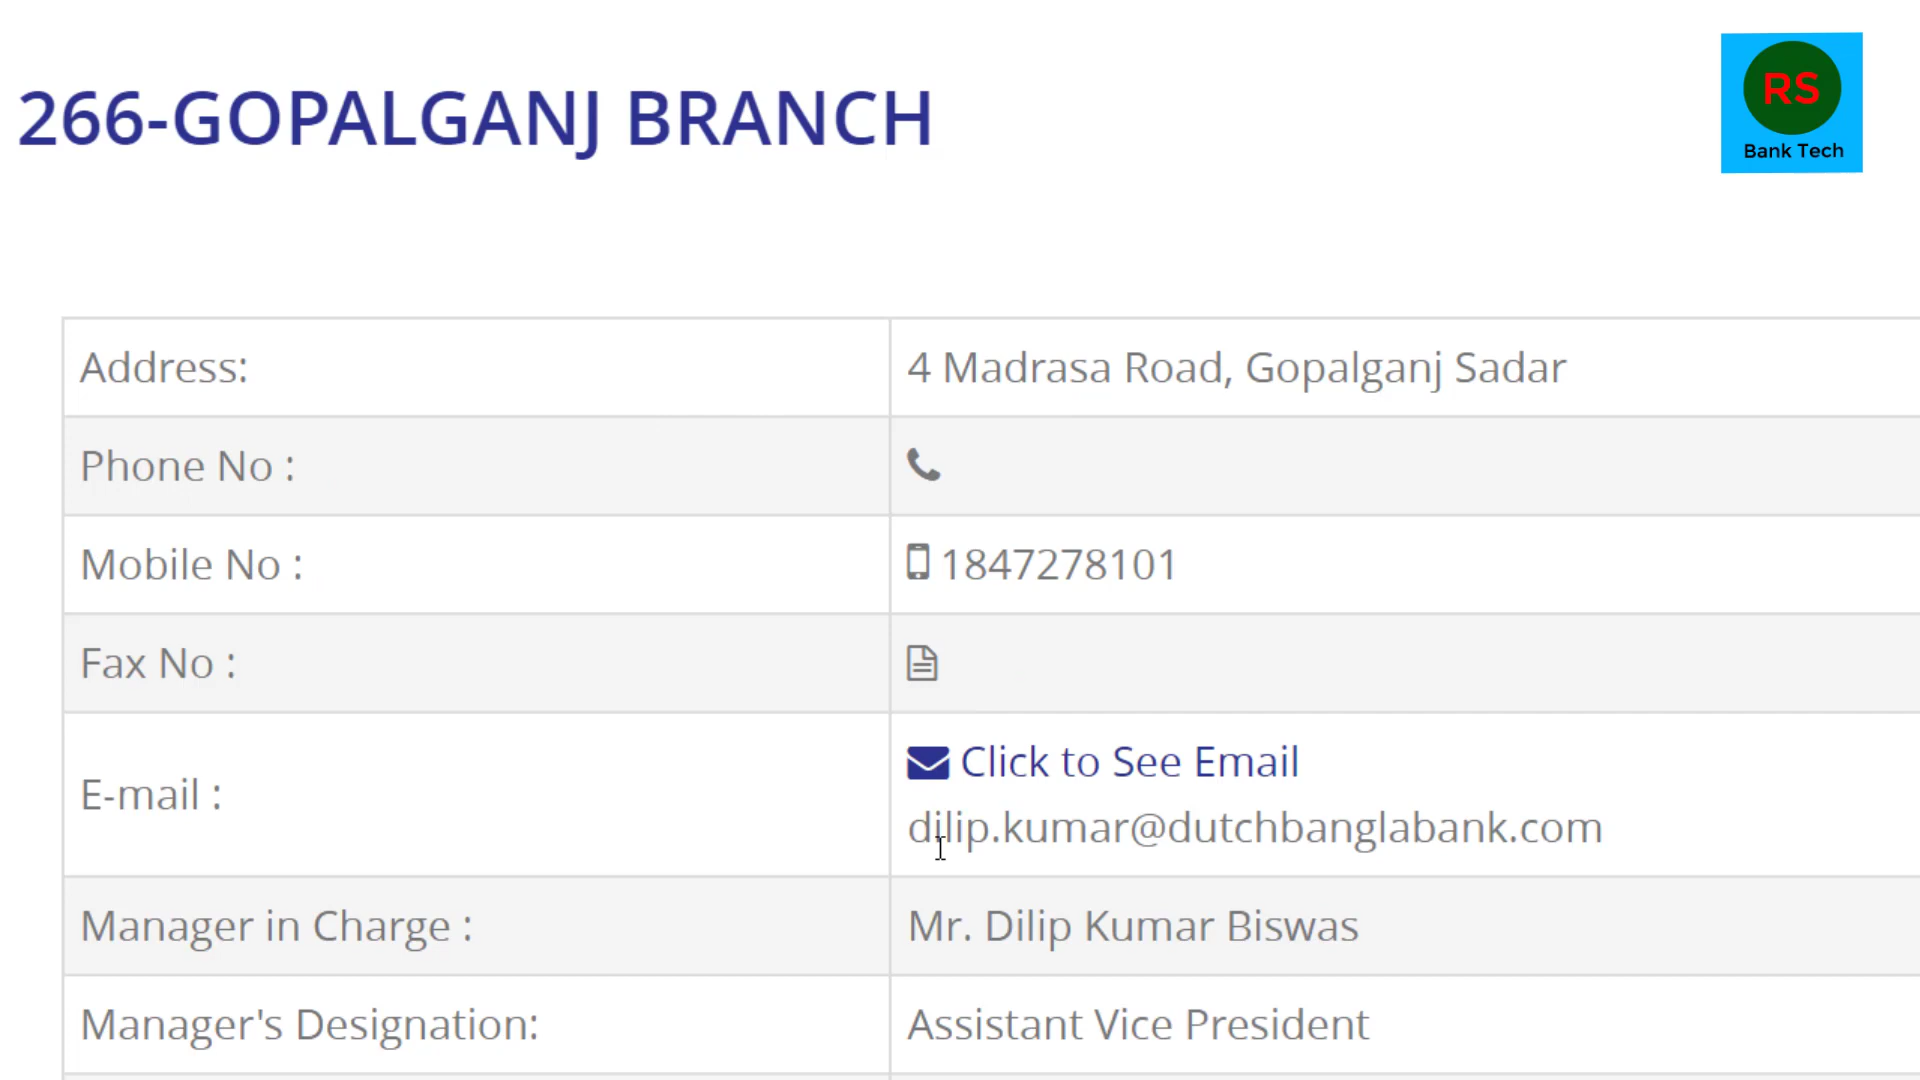 266-GOPALGANJ BRANCH
RS
Bank Tech
Address:
4 Madrasa Road, Gopalganj Sadar
Phone No :
Mobile No :
1847278101
Fax No :
E-mail :
Click to See Email
dilip.kumar@dutchbanglabank.com
Manager in Charge :
Mr. Dilip Kumar Biswas
Manager's Designation:
Assistant Vice President